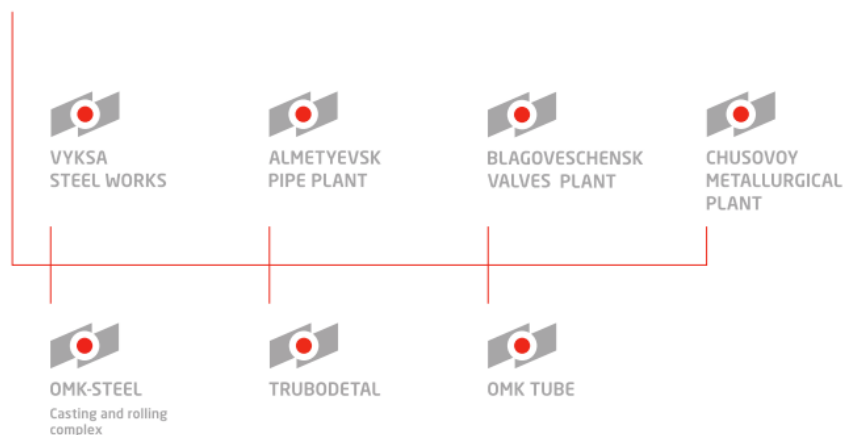 VYKSA
STEEL WORKS
ALMETYEVSK
PIPE PLANT
BLAGOVESCHENSK
VALVES PLANT
CHUSOVOY
METALLURGICAL
PLANT
OMK-STEEL
Casting and rolling
complex
TRUBODETAL
OMK TUBE